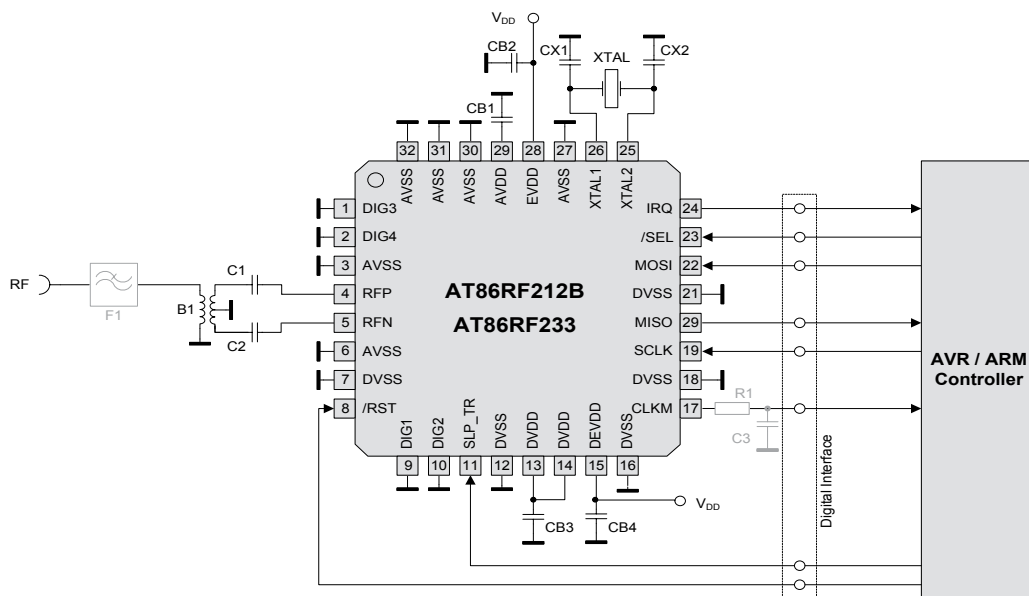 VDD
CB2
CX1
XTAL
CX2
CB1
32 31 30 29 28 27 26 25
AVSS AVSS AVSS AVDD EVDD AVSS XTAL1 XTAL2
1 DIG3
2 DIG4
3 AVSS
4 RFP
5 RFN
6 AVSS
7 DVSS
8 /RST
RF
F1
B1
C1
C2
AT86RF212B
AT86RF233
IRQ 24
/SEL 23
MOSI 22
DVSS 21
MISO 29
SCLK 19
DVSS 18
CLKM 17
R1
C3
AVR / ARM
Controller
DIG1 DIG2 SLP_TR DVSS DVDD DVDD DEVDD DVSS
9 10 11 12 13 14 15 16
CB3
CB4
VDD
Digital Interface